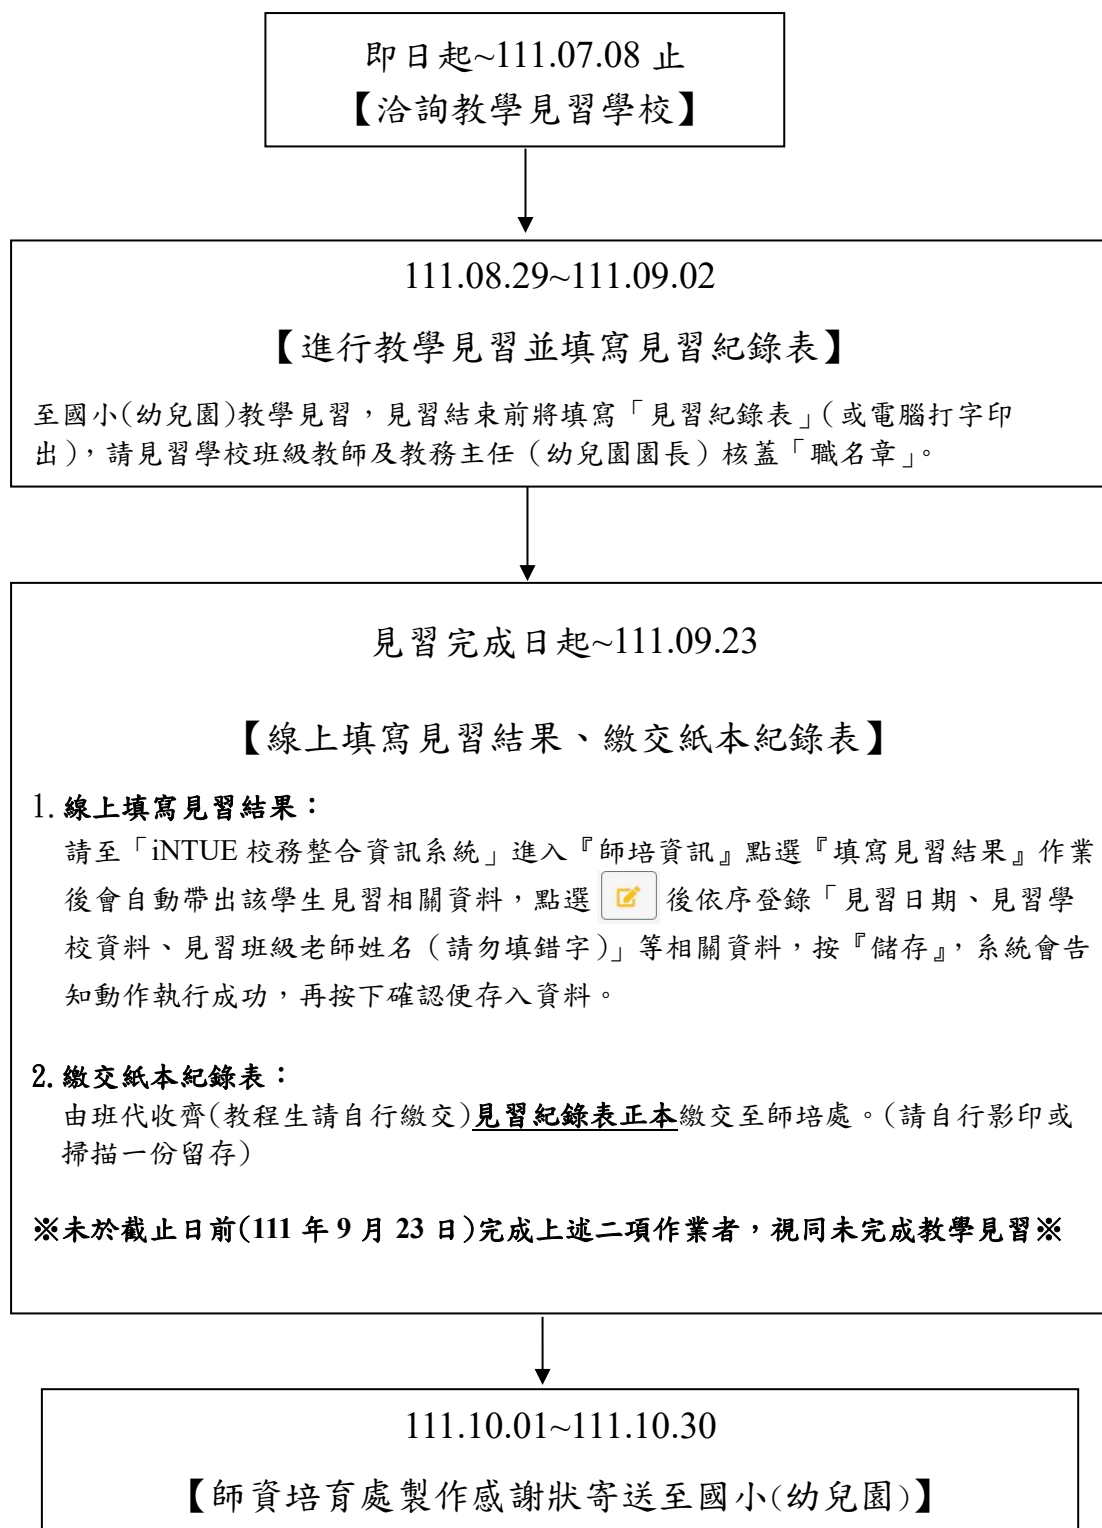 即日起~111.07.08 止
【洽詢教學見習學校】
111.08.29~111.09.02
【進行教學見習並填寫見習紀錄表】
至國小(幼兒園)教學見習，見習結束前將填寫「見習紀錄表」(或電腦打字印
出)，請見習學校班級教師及教務主任（幼兒園園長）核蓋「職名章」。
見習完成日起~111.09.23
【線上填寫見習結果、繳交紙本紀錄表】
1. 線上填寫見習結果：
請至「iNTUE 校務整合資訊系統」進入『師培資訊』點選『填寫見習結果』作業
後會自動帶出該學生見習相關資料，點選 後依序登錄「見習日期、見習學
校資料、見習班級老師姓名（請勿填錯字）」等相關資料，按『儲存』，系統會告
知動作執行成功，再按下確認便存入資料。
2. 繳交紙本紀錄表：
由班代收齊(教程生請自行繳交)見習紀錄表正本繳交至師培處。(請自行影印或
掃描一份留存)
※未於截止日前(111 年 9 月 23 日)完成上述二項作業者，視同未完成教學見習※
111.10.01~111.10.30
【師資培育處製作感謝狀寄送至國小(幼兒園)】